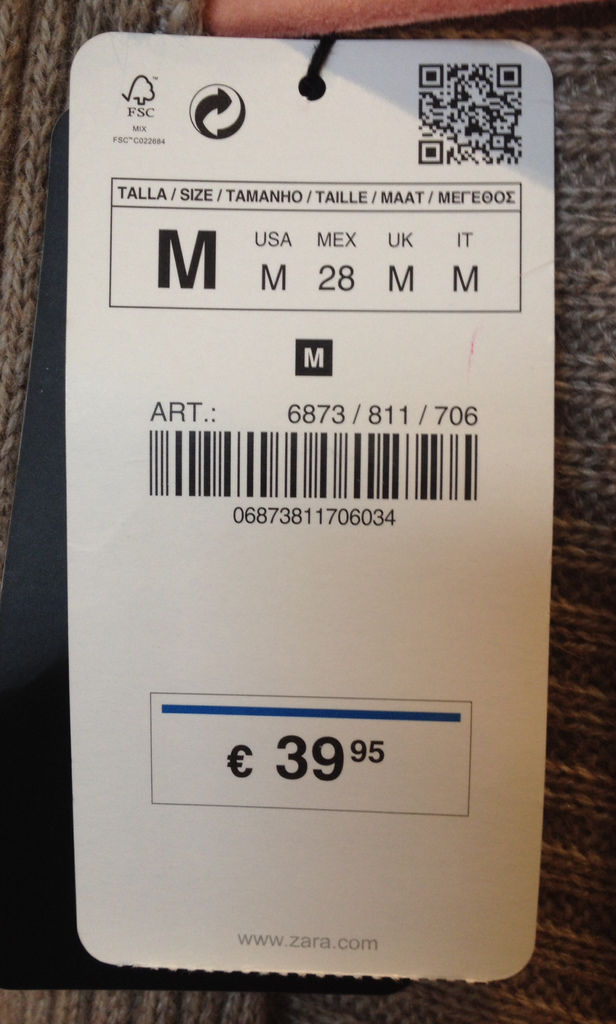 FSC™
MIX
FSC™ C022684
TALLA / SIZE / TAMANHO / TAILLE / MAAT / ΜΕΓΕΘΟΣ
M
USA MEX UK IT
M 28 M M
M
ART.: 6873 / 811 / 706
06873811706034
€ 39 95
www.zara.com